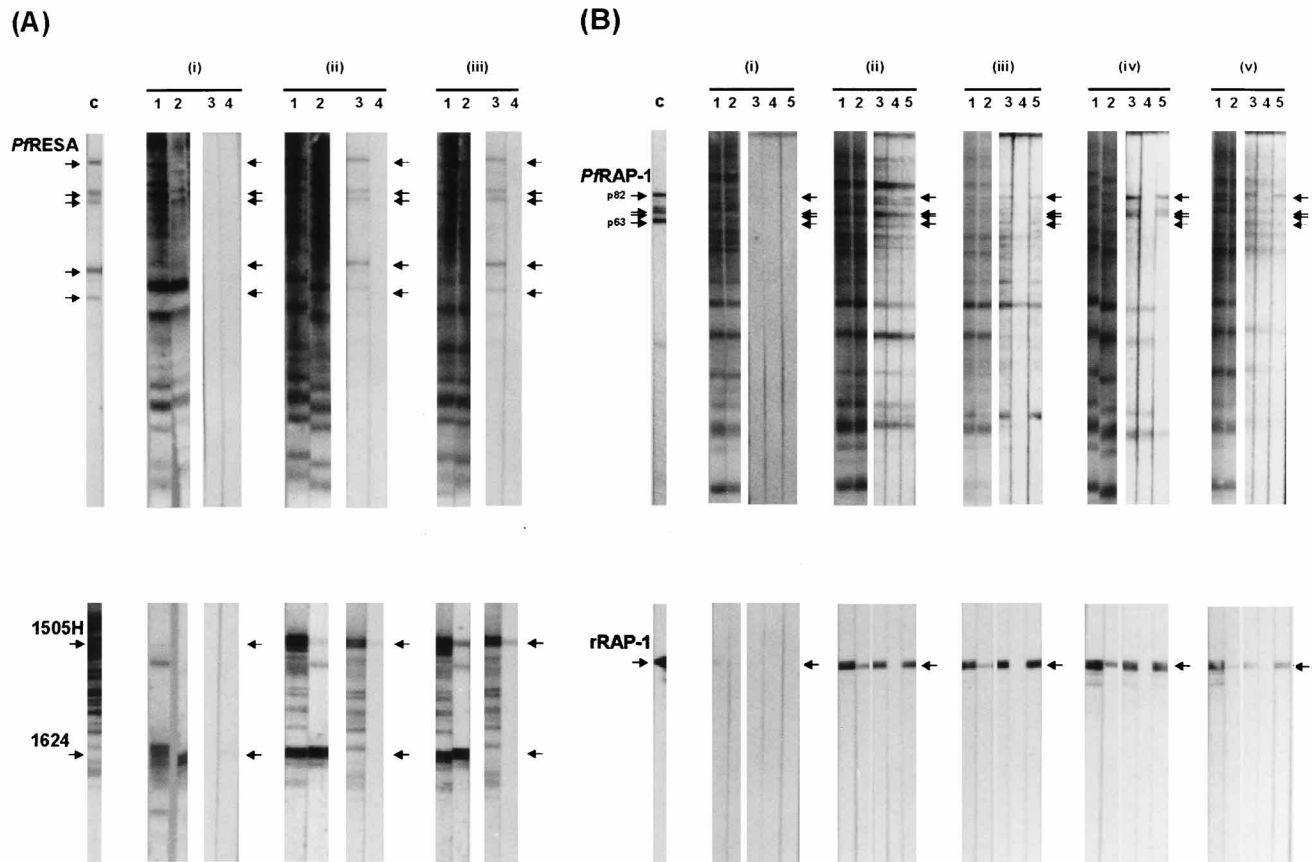 (A)
(i) (ii) (iii)
c 1 2 3 4 1 2 3 4 1 2 3 4
PfRESA
1505H
1624
(B)
(i) (ii) (iii) (iv) (v)
c 1 2 3 4 5 1 2 3 4 5 1 2 3 4 5 1 2 3 4 5 1 2 3 4 5
PfRAP-1
p82
p63
rRAP-1